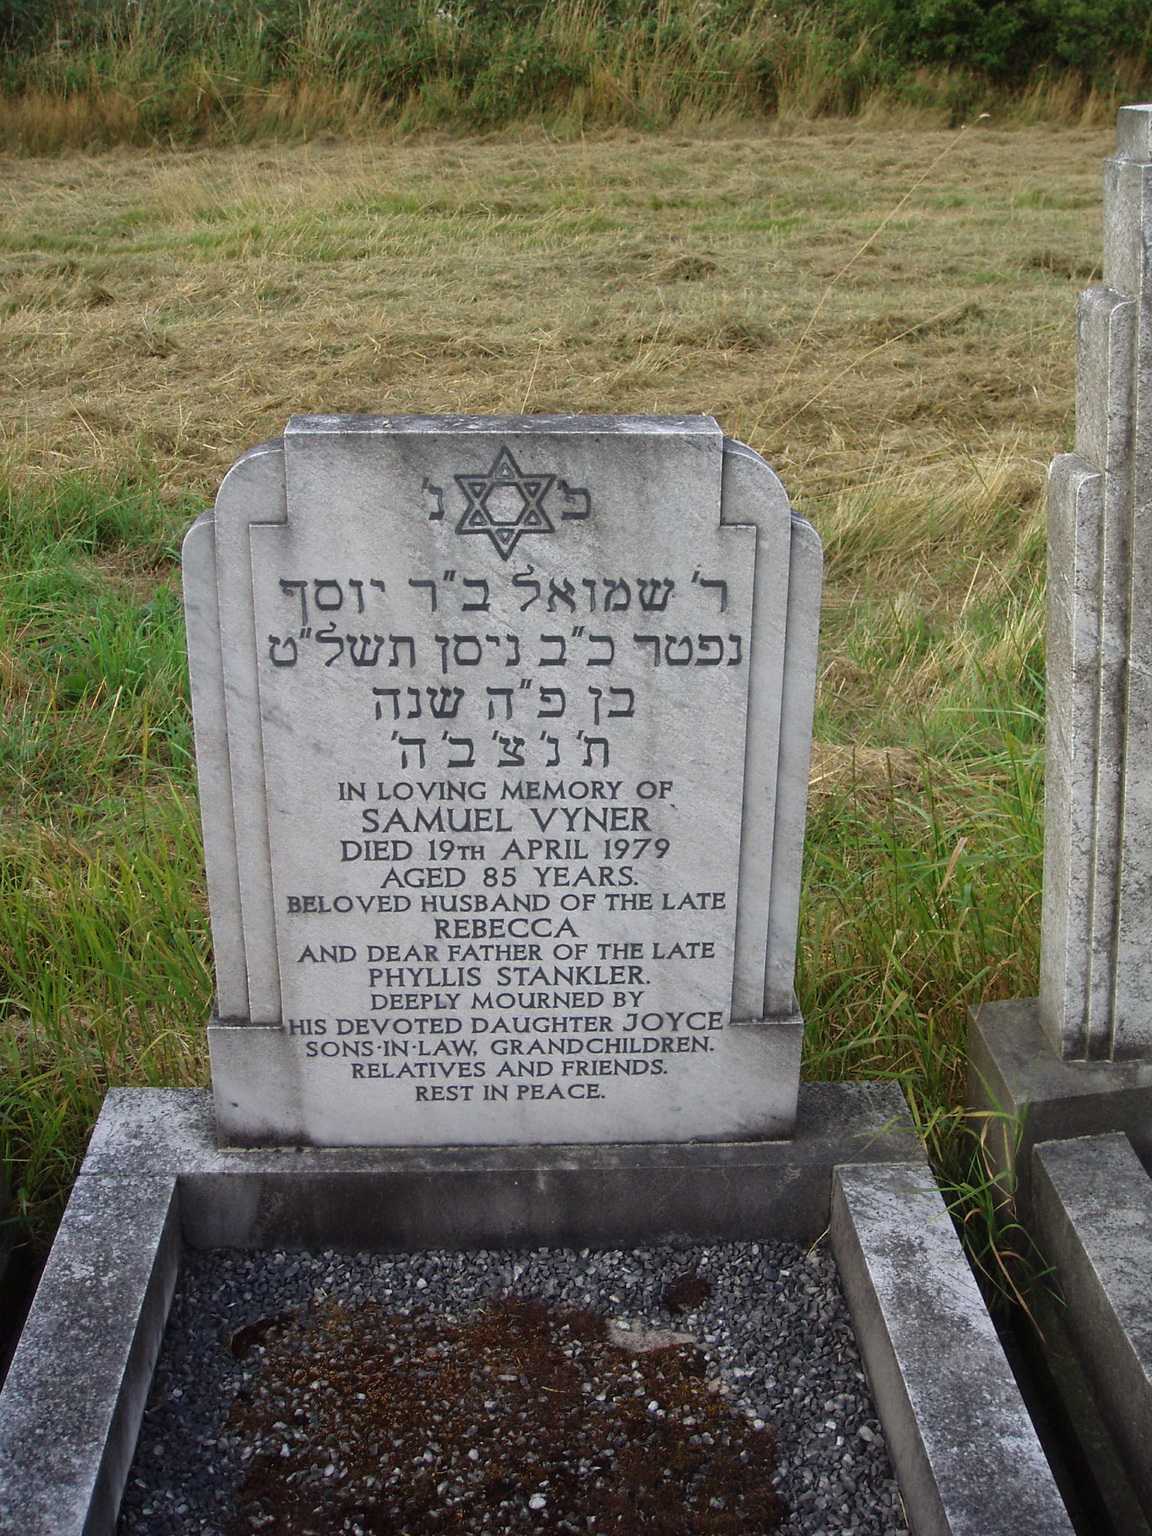 פ' נ'
ר' שמואל ב"ר יוסף
נפטר כ"ב ניסן תשל"ט
בן פ"ה שנה
ת' נ' צ' ב' ה'
IN LOVING MEMORY OF
SAMUEL VYNER
DIED 19TH APRIL 1979
AGED 85 YEARS.
BELOVED HUSBAND OF THE LATE
REBECCA
AND DEAR FATHER OF THE LATE
PHYLLIS STANKLER.
DEEPLY MOURNED BY
HIS DEVOTED DAUGHTER JOYCE
SONS·IN·LAW, GRANDCHILDREN.
RELATIVES AND FRIENDS.
REST IN PEACE.